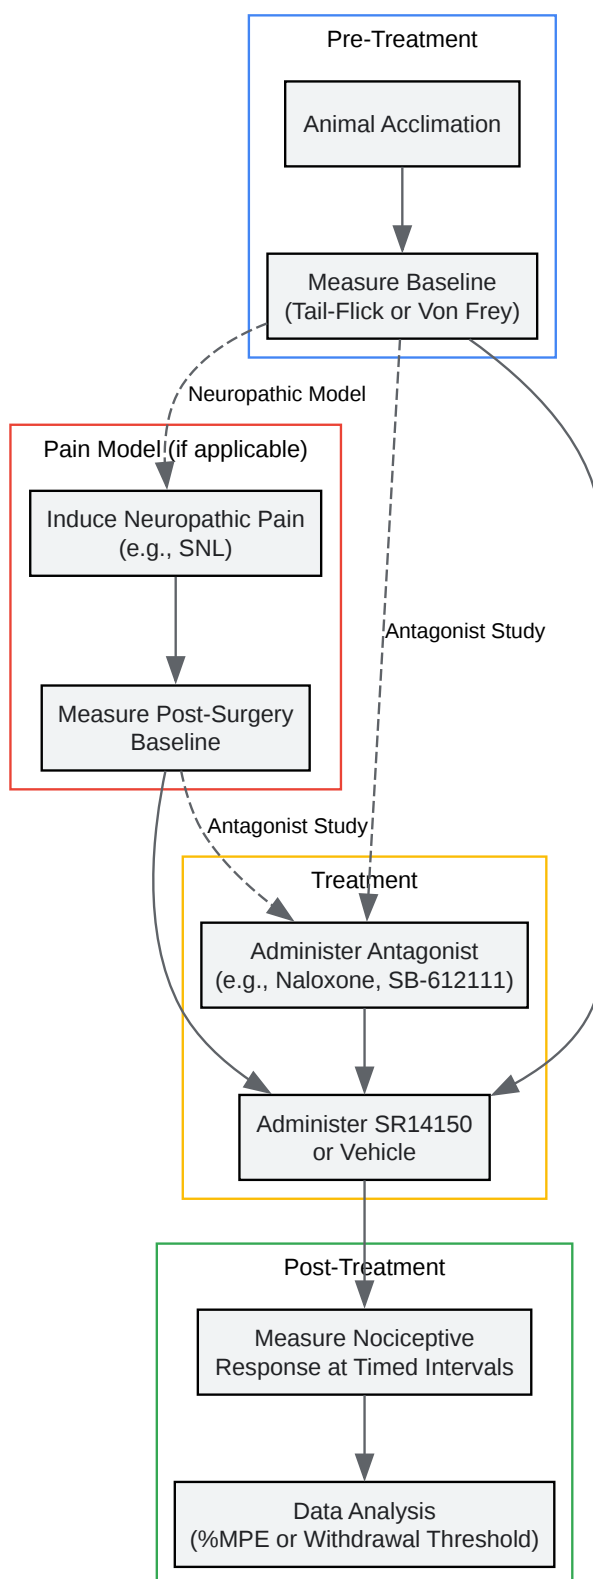 Pre-Treatment
Animal Acclimation
Measure Baseline
(Tail-Flick or Von Frey)
Neuropathic Model
Pain Model (if applicable)
Induce Neuropathic Pain
(e.g., SNL)
Antagonist Study
Measure Post-Surgery
Baseline
Antagonist Study
Treatment
Administer Antagonist
(e.g., Naloxone, SB-612111)
Administer SR14150
or Vehicle
Post-Treatment
Measure Nociceptive
Response at Timed Intervals
Data Analysis
(%MPE or Withdrawal Threshold)